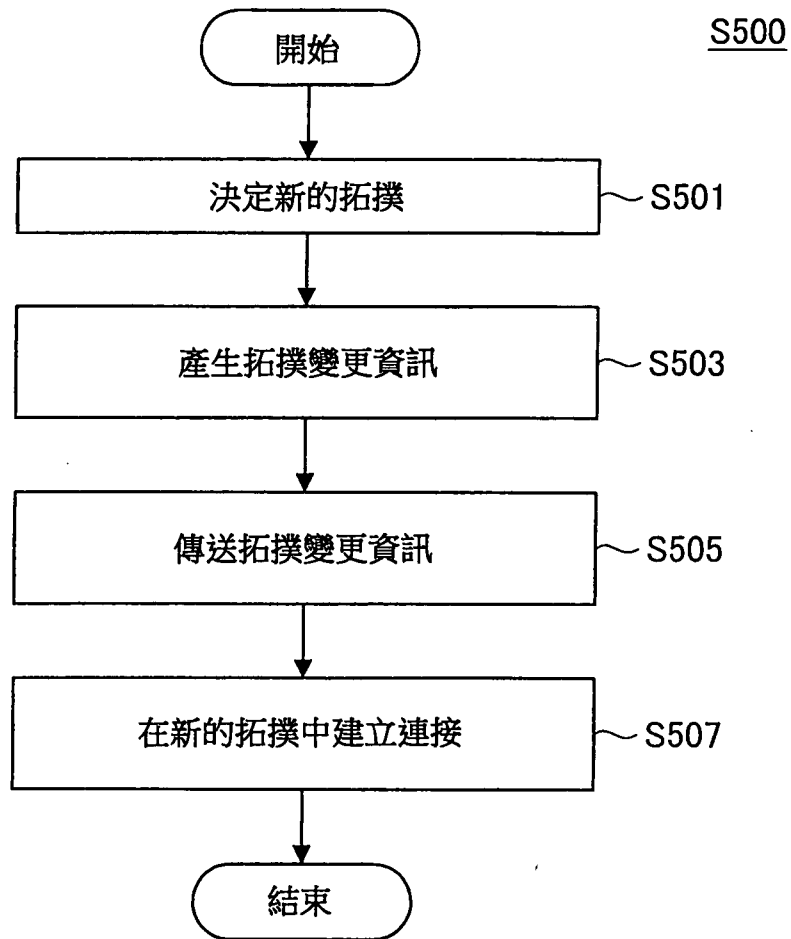 S500
開始
決定新的拓撲
S501
產生拓撲變更資訊
S503
傳送拓撲變更資訊
S505
在新的拓撲中建立連接
S507
結束